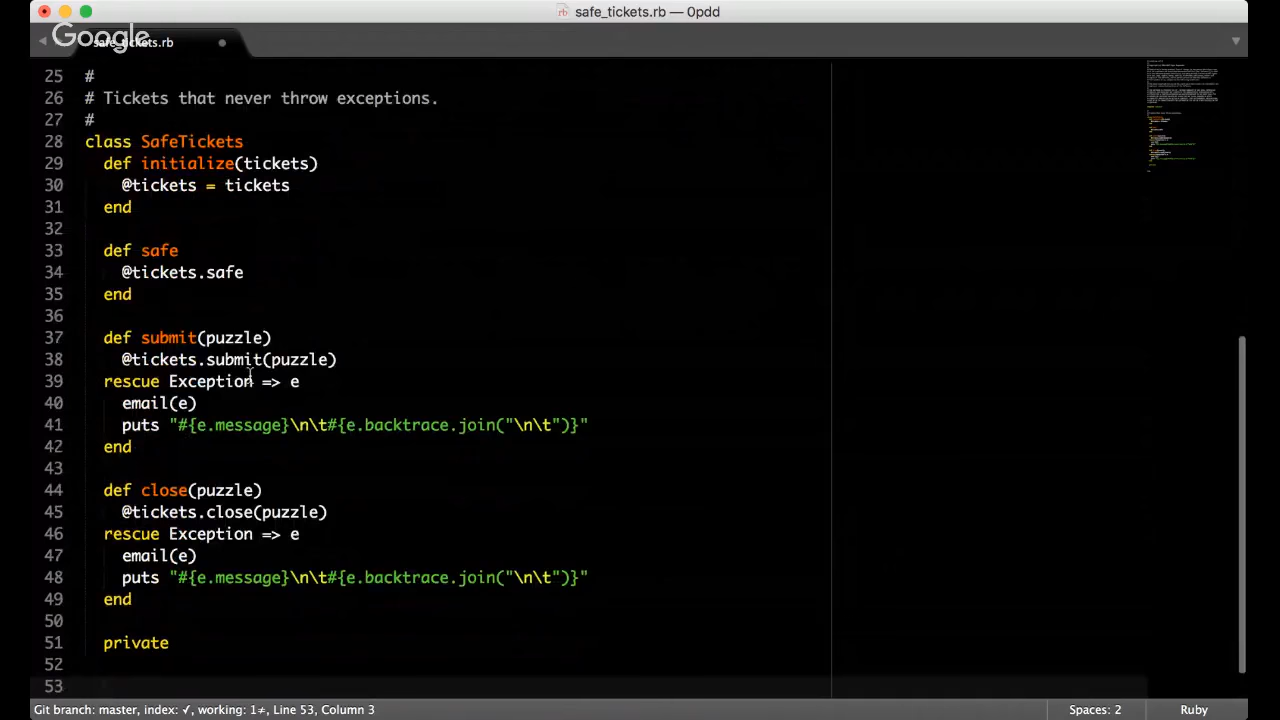 safe_tickets.rb — 0pdd
Google
safe_tickets.rb
25 #
26 # Tickets that never throw exceptions.
27 #
28 class SafeTickets
29 def initialize(tickets)
30 @tickets = tickets
31 end
32
33 def safe
34 @tickets.safe
35 end
36
37 def submit(puzzle)
38 @tickets.submit(puzzle)
39 rescue Exception => e
40 email(e)
41 puts "#{e.message}\n\t#{e.backtrace.join("\n\t")}"
42 end
43
44 def close(puzzle)
45 @tickets.close(puzzle)
46 rescue Exception => e
47 email(e)
48 puts "#{e.message}\n\t#{e.backtrace.join("\n\t")}"
49 end
50
51 private
52
53
Git branch: master, index: ✓, working: 1≠, Line 53, Column 3 Spaces: 2 Ruby